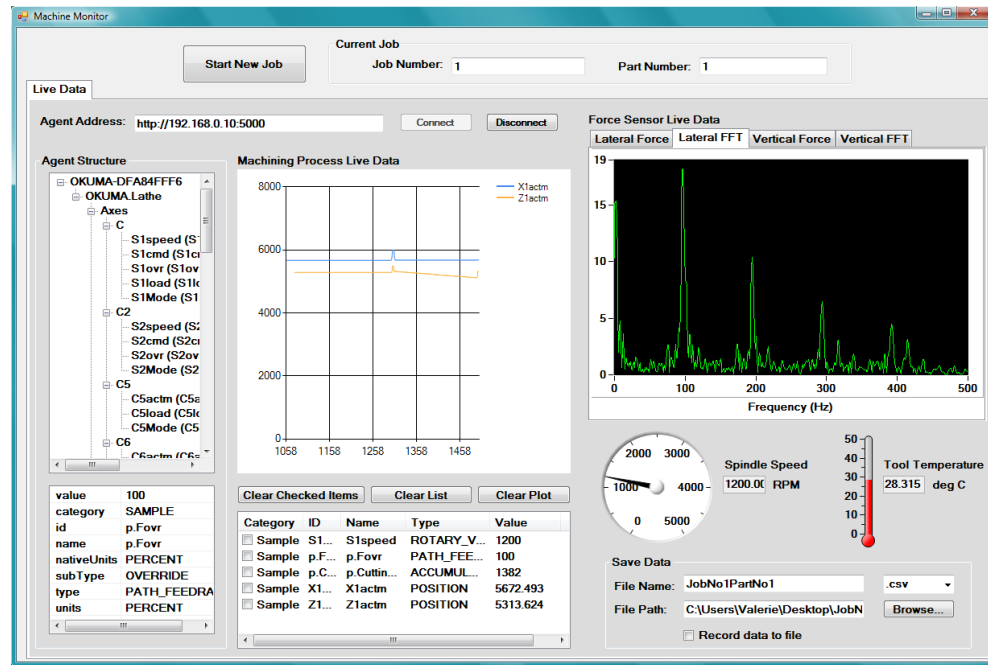 Machine Monitor
Start New Job
Current Job
Job Number: 1
Part Number: 1
Live Data
Agent Address: http://192.168.0.10:5000
Connect
Disconnect
Agent Structure
OKUMA-DFA84FFF6
OKUMA.Lathe
Axes
C
S1speed (S
S1cmd (S1c
S1ovr (S1ov
S1load (S1lo
S1Mode (S1
C2
S2speed (S2
S2cmd (S2c
S2ovr (S2ov
S2Mode (S2
C5
C5actm (C5a
C5load (C5lo
C5Mode (C5
C6
C6actm (C6a
value 100
category SAMPLE
id p.Fovr
name p.Fovr
nativeUnits PERCENT
subType OVERRIDE
type PATH_FEEDRA
units PERCENT
Machining Process Live Data
8000
6000
4000
2000
0
1058 1158 1258 1358 1458
X1actm
Z1actm
Clear Checked Items
Clear List
Clear Plot
Category ID Name Type Value
Sample S1... S1speed ROTARY_V... 1200
Sample p.F... p.Fovr PATH_FEE... 100
Sample p.C... p.Cuttin... ACCUMUL... 1382
Sample X1... X1actm POSITION 5672.493
Sample Z1... Z1actm POSITION 5313.624
Force Sensor Live Data
Lateral Force Lateral FFT Vertical Force Vertical FFT
19
15
10
5
0
0 100 200 300 400 500
Frequency (Hz)
0 1000 2000 3000 4000 5000
Spindle Speed
1200.00 RPM
50
40
30
20
10
0
Tool Temperature
28.315 deg C
Save Data
File Name: JobNo1PartNo1 .csv
File Path: C:\Users\Valerie\Desktop\JobN Browse...
Record data to file